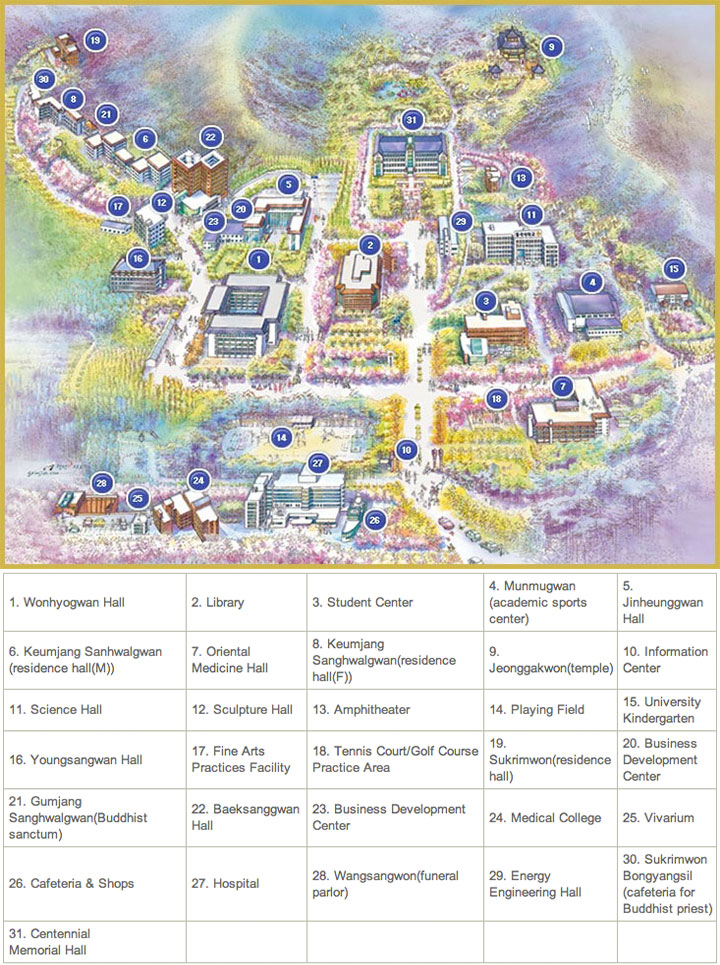 19
9
30
8
21
31
6
22
13
5
17
12
20
23
29
11
2
1
16
15
4
3
7
18
14
10
27
28
25
24
26
1. Wonhyogwan Hall
2. Library
3. Student Center
4. Munmugwan
(academic sports
center)
5.
Jinheunggwan
Hall
6. Keumjang Sanhwalgwan
(residence hall(M))
7. Oriental
Medicine Hall
8. Keumjang
Sanghwalgwan(residence
hall(F))
9.
Jeonggakwon(temple)
10. Information
Center
11. Science Hall
12. Sculpture Hall
13. Amphitheater
14. Playing Field
15. University
Kindergarten
16. Youngsangwan Hall
17. Fine Arts
Practices Facility
18. Tennis Court/Golf Course
Practice Area
19.
Sukrimwon(residence
hall)
20. Business
Development
Center
21. Gumjang
Sanghwalgwan(Buddhist
sanctum)
22. Baeksanggwan
Hall
23. Business Development
Center
24. Medical College
25. Vivarium
26. Cafeteria & Shops
27. Hospital
28. Wangsangwon(funeral
parlor)
29. Energy
Engineering Hall
30. Sukrimwon
Bongyangsil
(cafeteria for
Buddhist priest)
31. Centennial
Memorial Hall